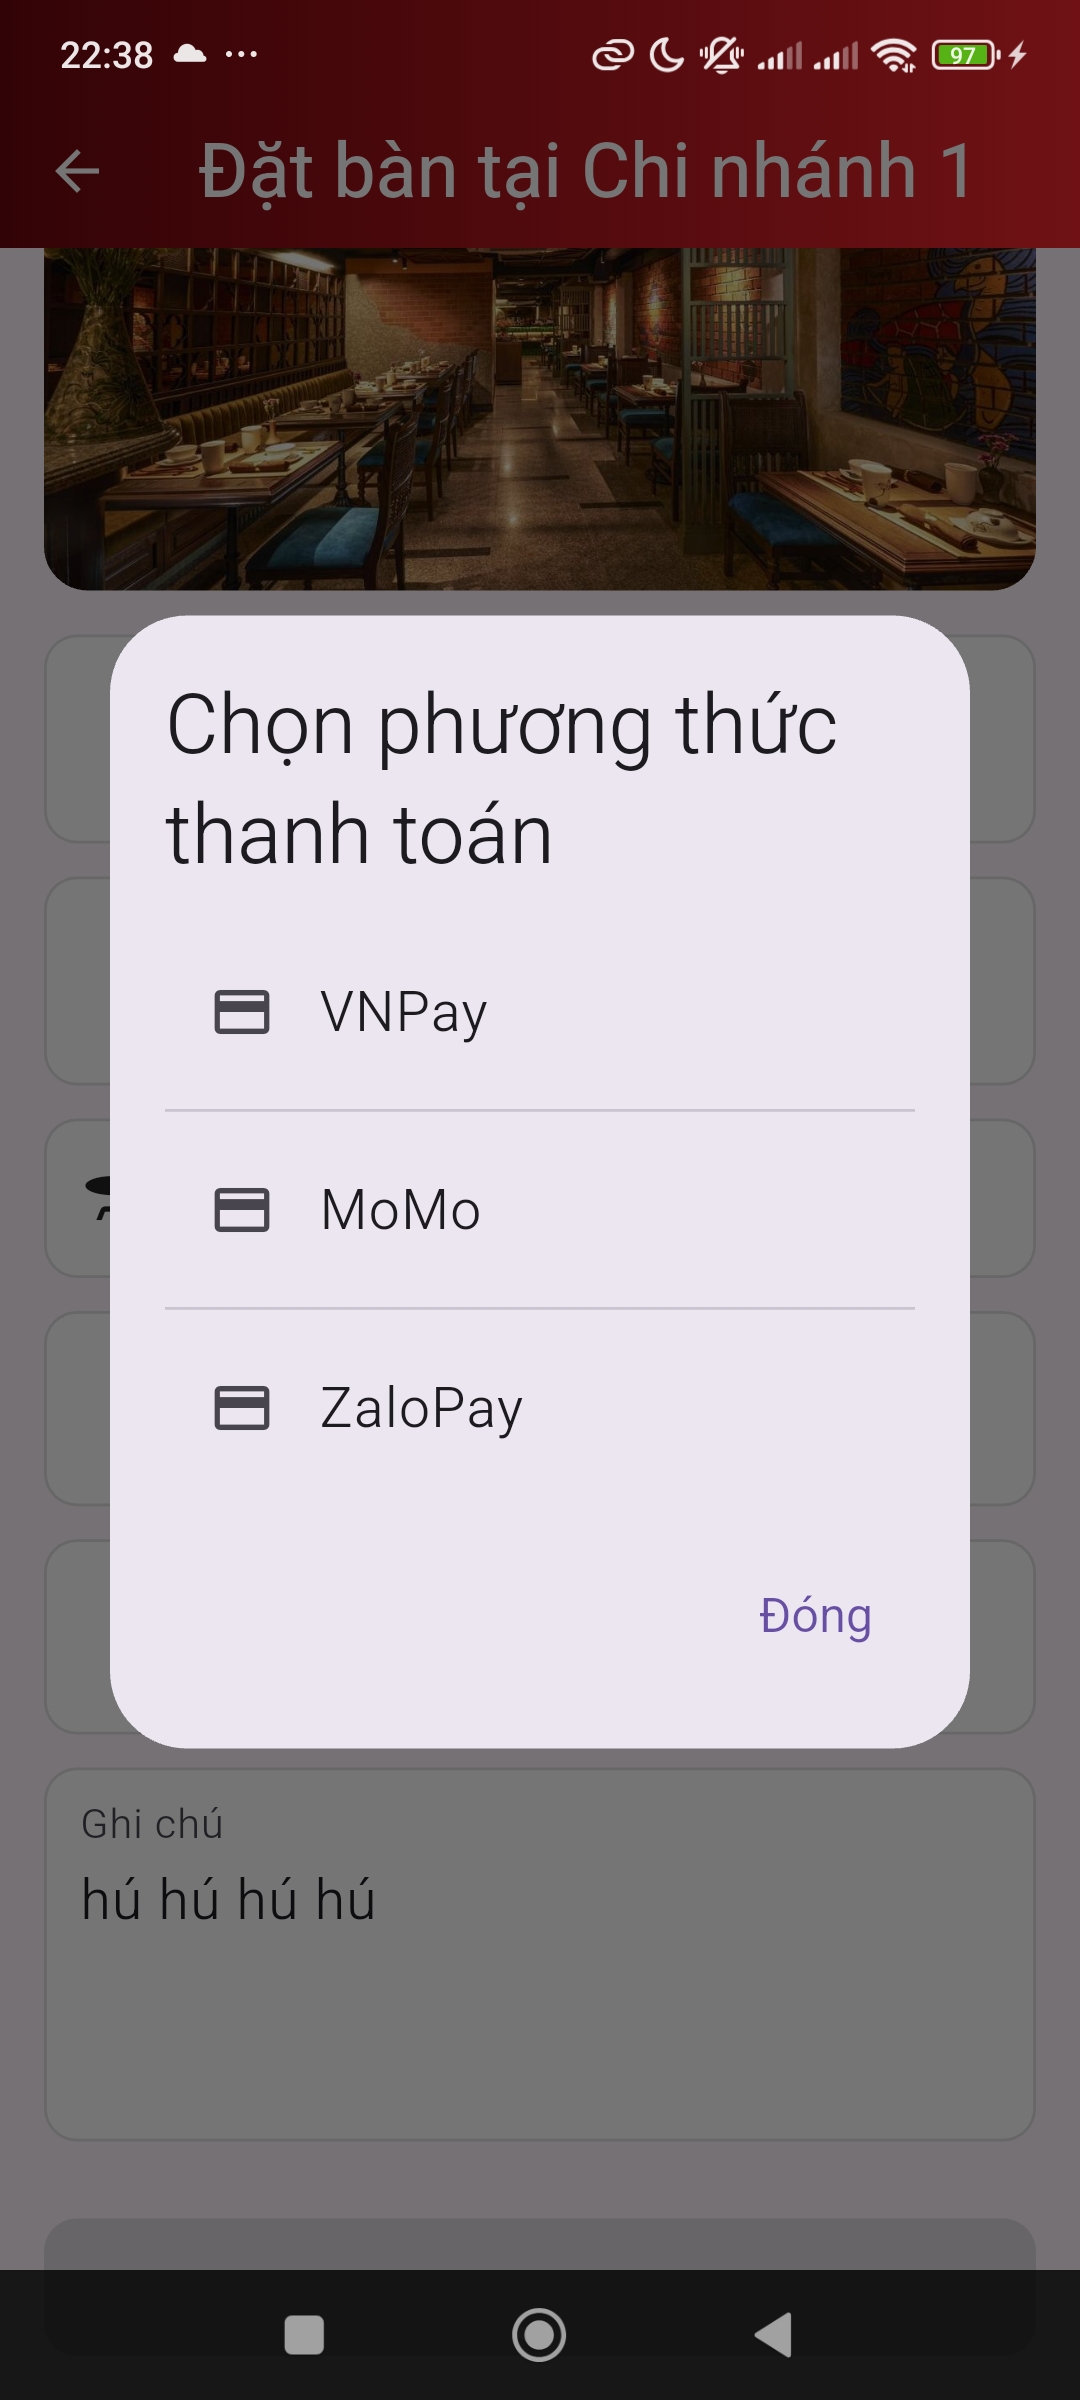 22:38
97
Đặt bàn tại Chi nhánh 1
Chọn phương thức
thanh toán
VNPay
MoMo
ZaloPay
Đóng
Ghi chú
hú hú hú hú